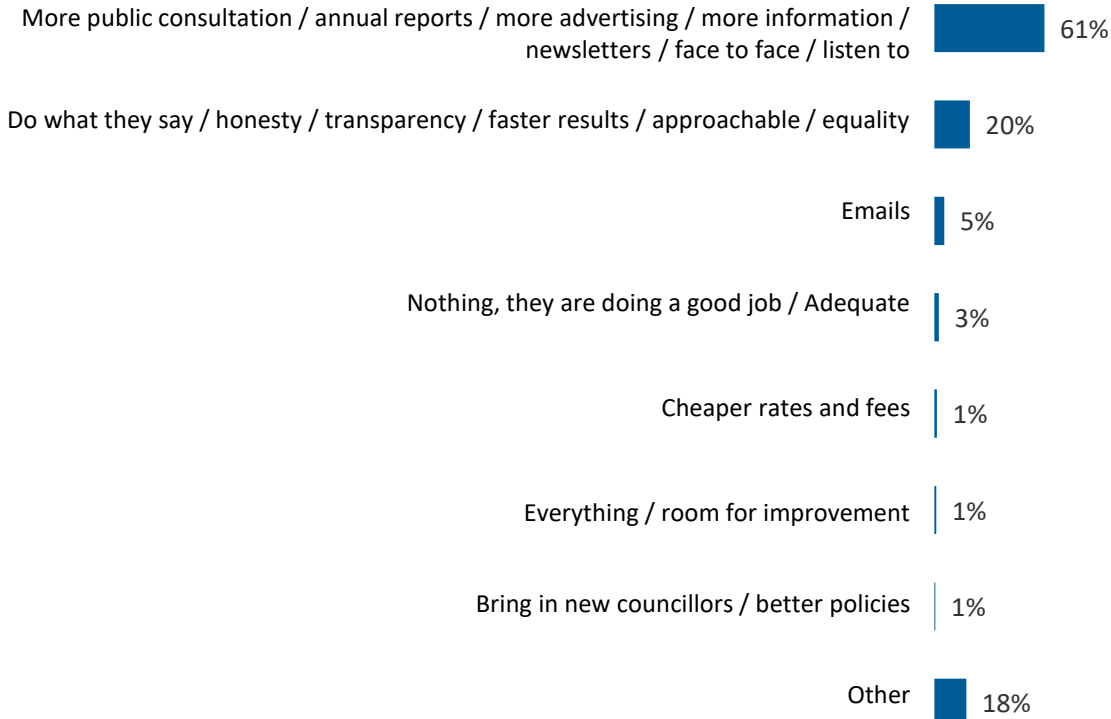 More public consultation / annual reports / more advertising / more information /
newsletters / face to face / listen to
61%
Do what they say / honesty / transparency / faster results / approachable / equality
20%
Emails
5%
Nothing, they are doing a good job / Adequate
3%
Cheaper rates and fees
1%
Everything / room for improvement
1%
Bring in new councillors / better policies
1%
Other
18%